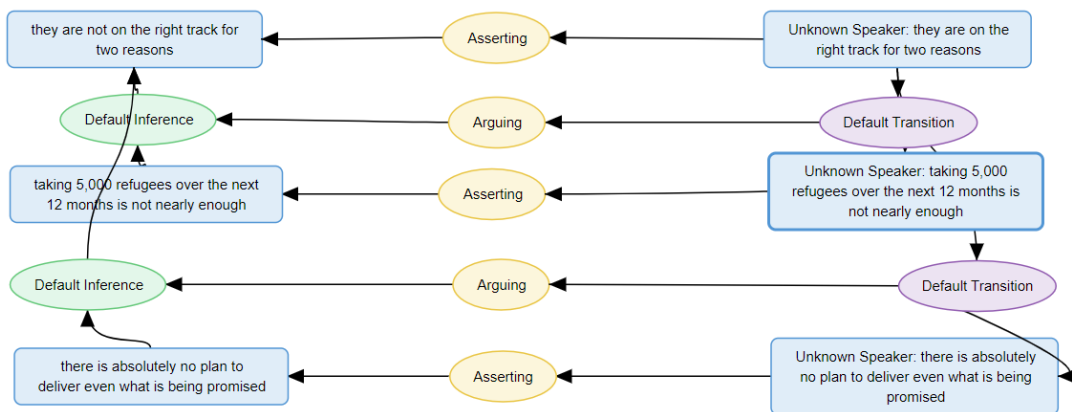 they are not on the right track for
two reasons
Asserting
Unknown Speaker: they are on the
right track for two reasons
Default Inference
Arguing
Default Transition
taking 5,000 refugees over the next
12 months is not nearly enough
Asserting
Unknown Speaker: taking 5,000
refugees over the next 12 months is
not nearly enough
Default Inference
Arguing
Default Transition
there is absolutely no plan to
deliver even what is being promised
Asserting
Unknown Speaker: there is absolutely
no plan to deliver even what is being
promised